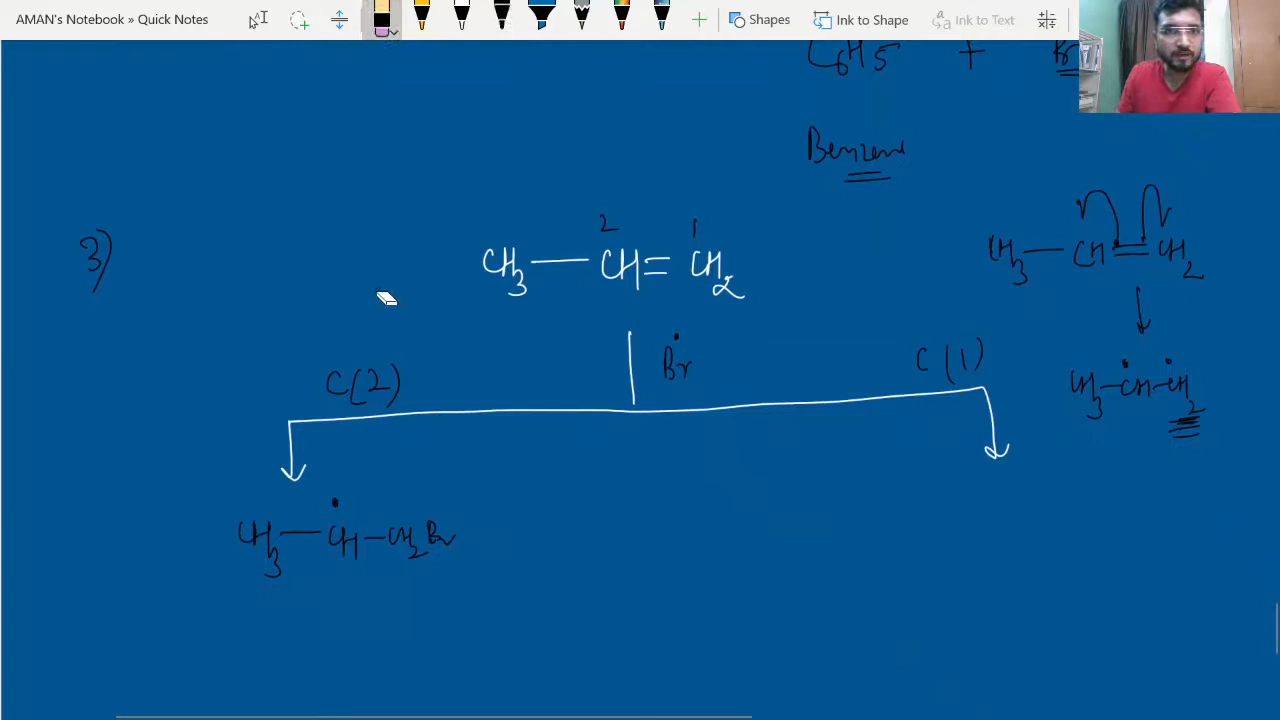 AMAN's Notebook » Quick Notes
Shapes
Ink to Shape
Ink to Text
C6H5 + Br
Benzene
3)
2 1
CH3 — CH = CH2
CH3 — CH = CH2
C(2)
Br
C(1)
CH3 — CH — CH2
CH3 — CH — CH2Br